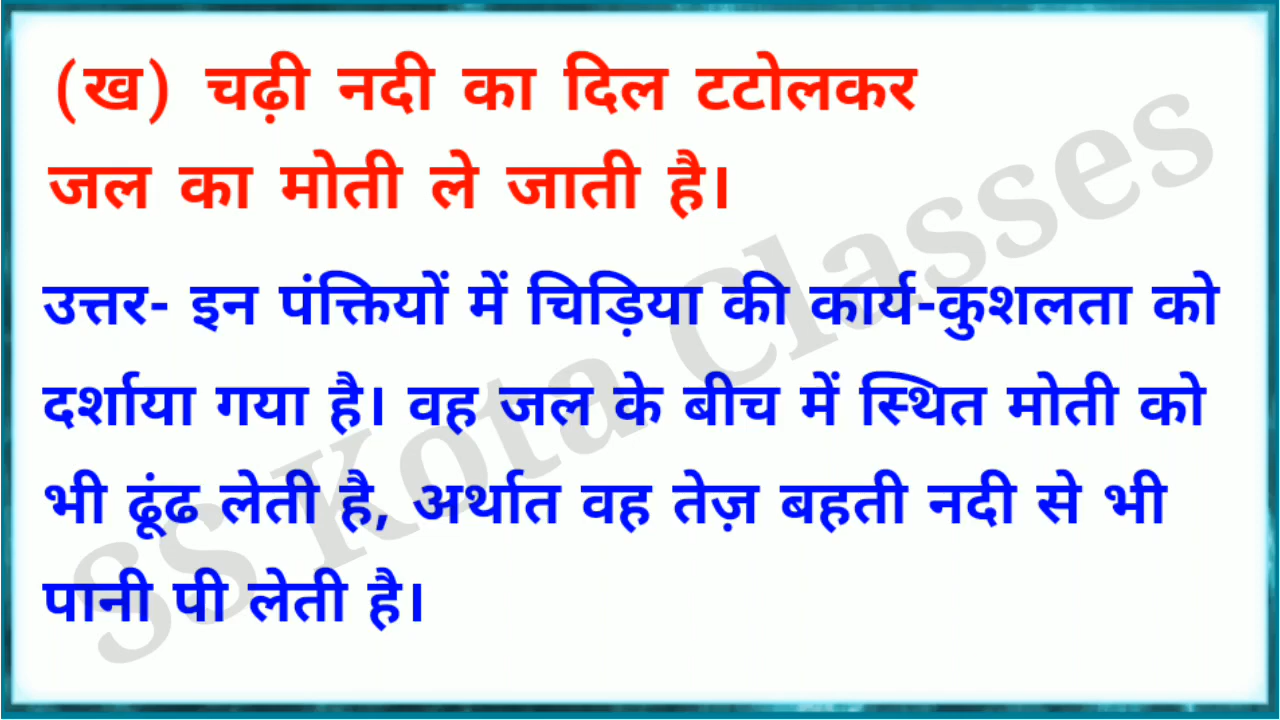 (ख) चढ़ी नदी का दिल टटोलकर
जल का मोती ले जाती है।
उत्तर- इन पंक्तियों में चिड़िया की कार्य-कुशलता को
दर्शाया गया है। वह जल के बीच में स्थित मोती को
भी ढूंढ लेती है, अर्थात वह तेज़ बहती नदी से भी
पानी पी लेती है।
SS Kota Classes